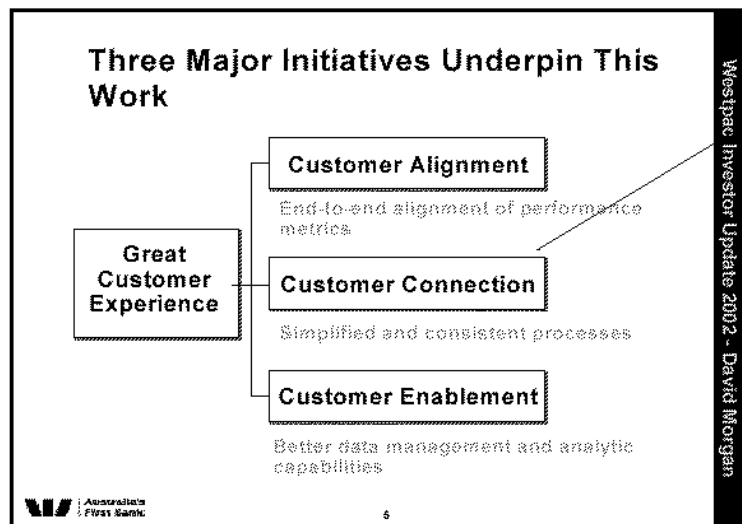 Three Major Initiatives Underpin This
Work
Great
Customer
Experience
Customer Alignment
End-to-end alignment of performance
metrics
Customer Connection
Simplified and consistent processes
Customer Enablement
Better data management and analytic
capabilities
Westpac Investor Update 2002 - David Morgan
Australia's
First Bank
6